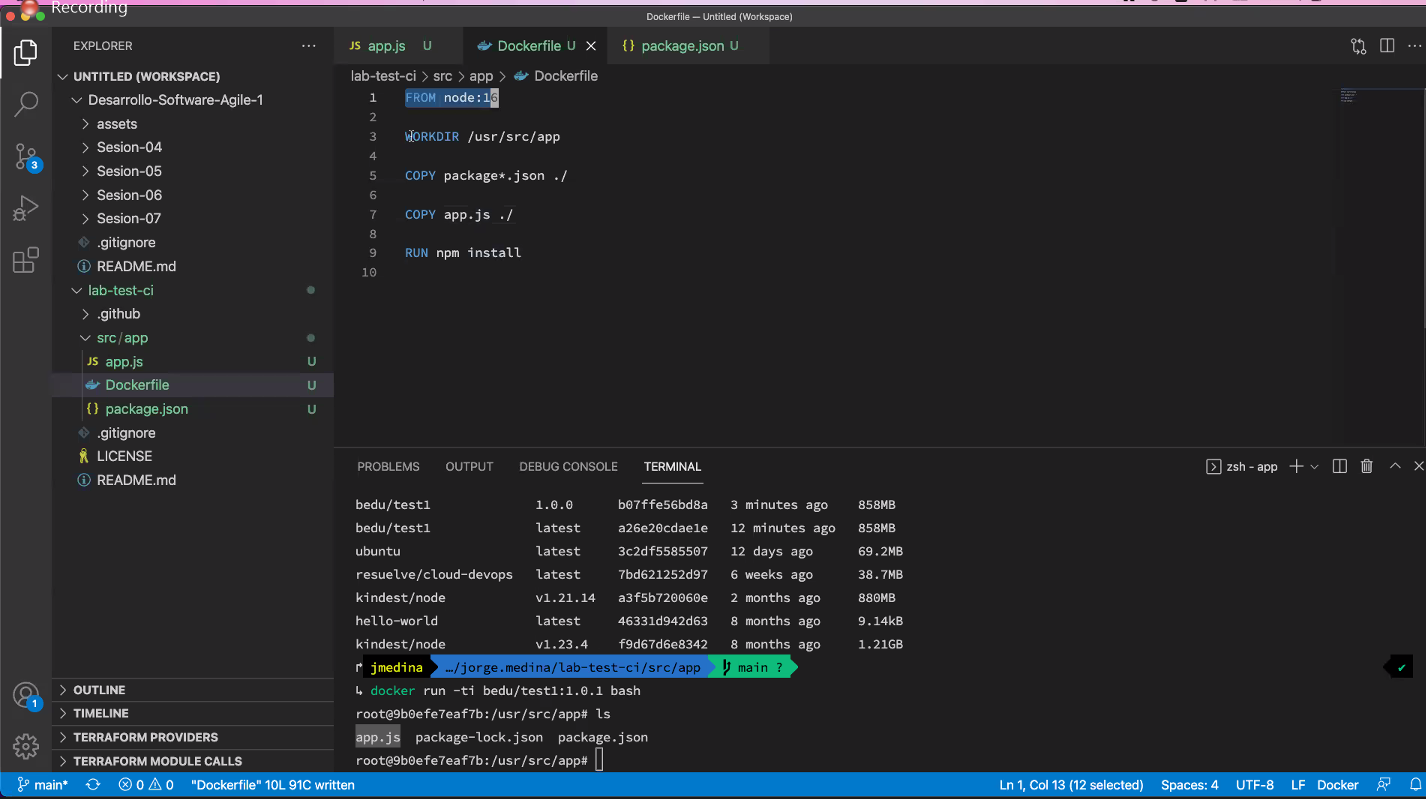 Recording
Dockerfile — Untitled (Workspace)
EXPLORER
JS app.js U
Dockerfile U
{} package.json U
UNTITLED (WORKSPACE)
lab-test-ci > src > app > Dockerfile
Desarrollo-Software-Agile-1
assets
Sesion-04
Sesion-05
Sesion-06
Sesion-07
.gitignore
README.md
lab-test-ci
.github
src/app
JS app.js U
Dockerfile U
{} package.json U
.gitignore
LICENSE
README.md
OUTLINE
TIMELINE
TERRAFORM PROVIDERS
TERRAFORM MODULE CALLS
3
1
1 FROM node:16
2
3 WORKDIR /usr/src/app
4
5 COPY package*.json ./
6
7 COPY app.js ./
8
9 RUN npm install
10
PROBLEMS OUTPUT DEBUG CONSOLE TERMINAL
zsh - app
bedu/test1 1.0.0 b07ffe56bd8a 3 minutes ago 858MB
bedu/test1 latest a26e20cdae1e 12 minutes ago 858MB
ubuntu latest 3c2df5585507 12 days ago 69.2MB
resuelve/cloud-devops latest 7bd621252d97 6 weeks ago 38.7MB
kindest/node v1.21.14 a3f5b720060e 2 months ago 880MB
hello-world latest 46331d942d63 8 months ago 9.14kB
kindest/node v1.23.4 f9d67d6e8342 8 months ago 1.21GB
jmedina …/jorge.medina/lab-test-ci/src/app main ?
↳ docker run -ti bedu/test1:1.0.1 bash
root@9b0efe7eaf7b:/usr/src/app# ls
app.js package-lock.json package.json
root@9b0efe7eaf7b:/usr/src/app#
main* 0 0 "Dockerfile" 10L 91C written
Ln 1, Col 13 (12 selected) Spaces: 4 UTF-8 LF Docker